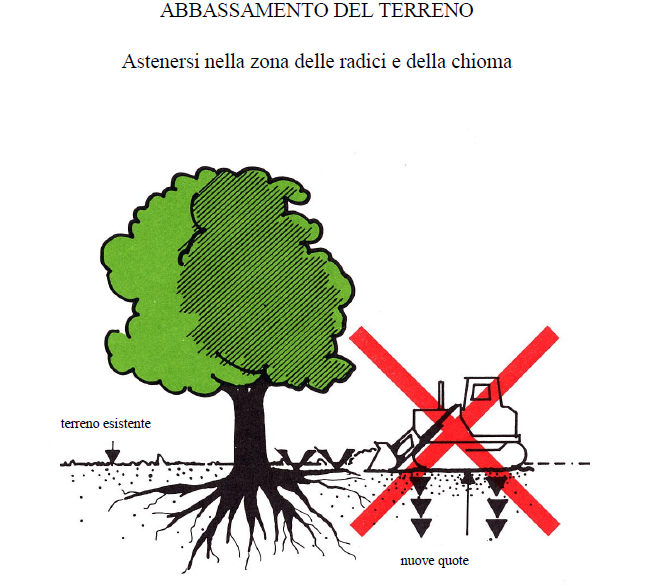 ABBASSAMENTO DEL TERRENO
Astenersi nella zona delle radici e della chioma
terreno esistente
nuove quote